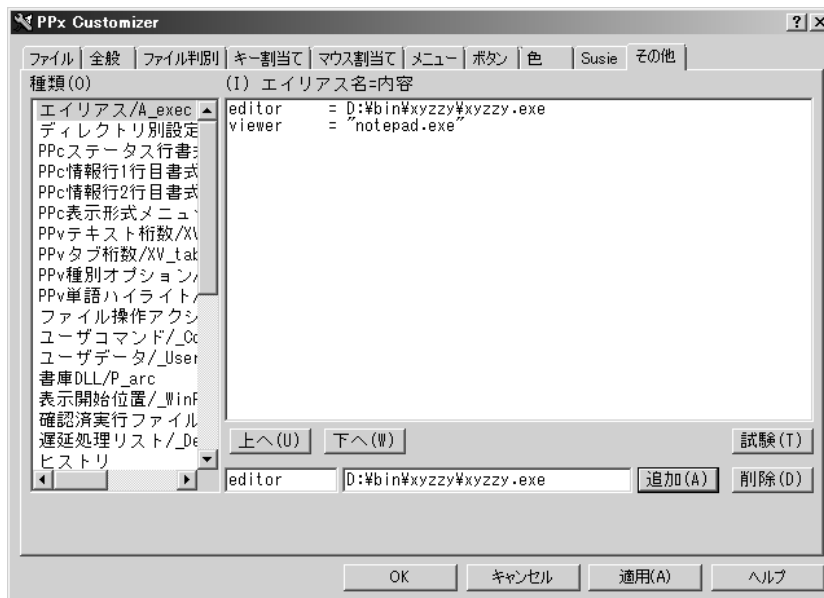 PPx Customizer
ファイル 全般 ファイル判別 キー割当て マウス割当て メニュー ボタン 色 Susie その他
種類(O) (I) エイリアス名=内容
エイリアス/A_exec
ディレクトリ別設定
PPcステータス行書
PPc情報行1行目書式
PPc情報行2行目書式
PPc表示形式メニュー
PPvテキスト桁数/XV
PPvタブ桁数/XV_tab
PPv種別オプション/
PPv単語ハイライト/
ファイル操作アクシ
ユーザコマンド/_Co
ユーザデータ/_User
書庫DLL/P_arc
表示開始位置/_WinP
確認済実行ファイル
遅延処理リスト/_De
ヒストリ
editor = D:¥bin¥xyzzy¥xyzzy.exe
viewer = "notepad.exe"
上へ(U) 下へ(W) 試験(T)
editor D:¥bin¥xyzzy¥xyzzy.exe 追加(A) 削除(D)
OK キャンセル 適用(A) ヘルプ